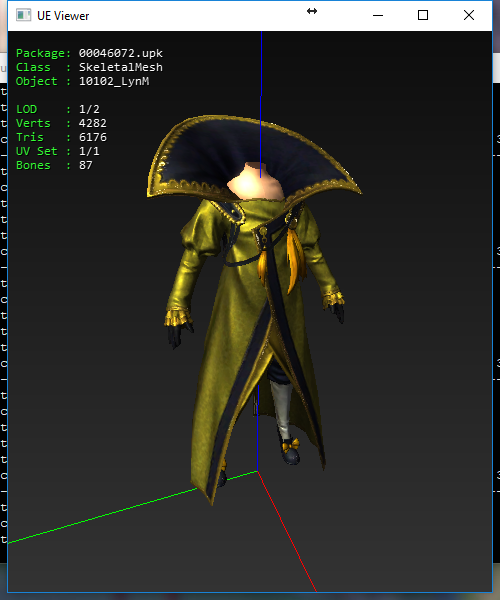 UE Viewer
Package: 00046072.upk
Class : SkeletalMesh
Object : 10102_LynM
LOD : 1/2
Verts : 4282
Tris : 6176
UV Set : 1/1
Bones : 87